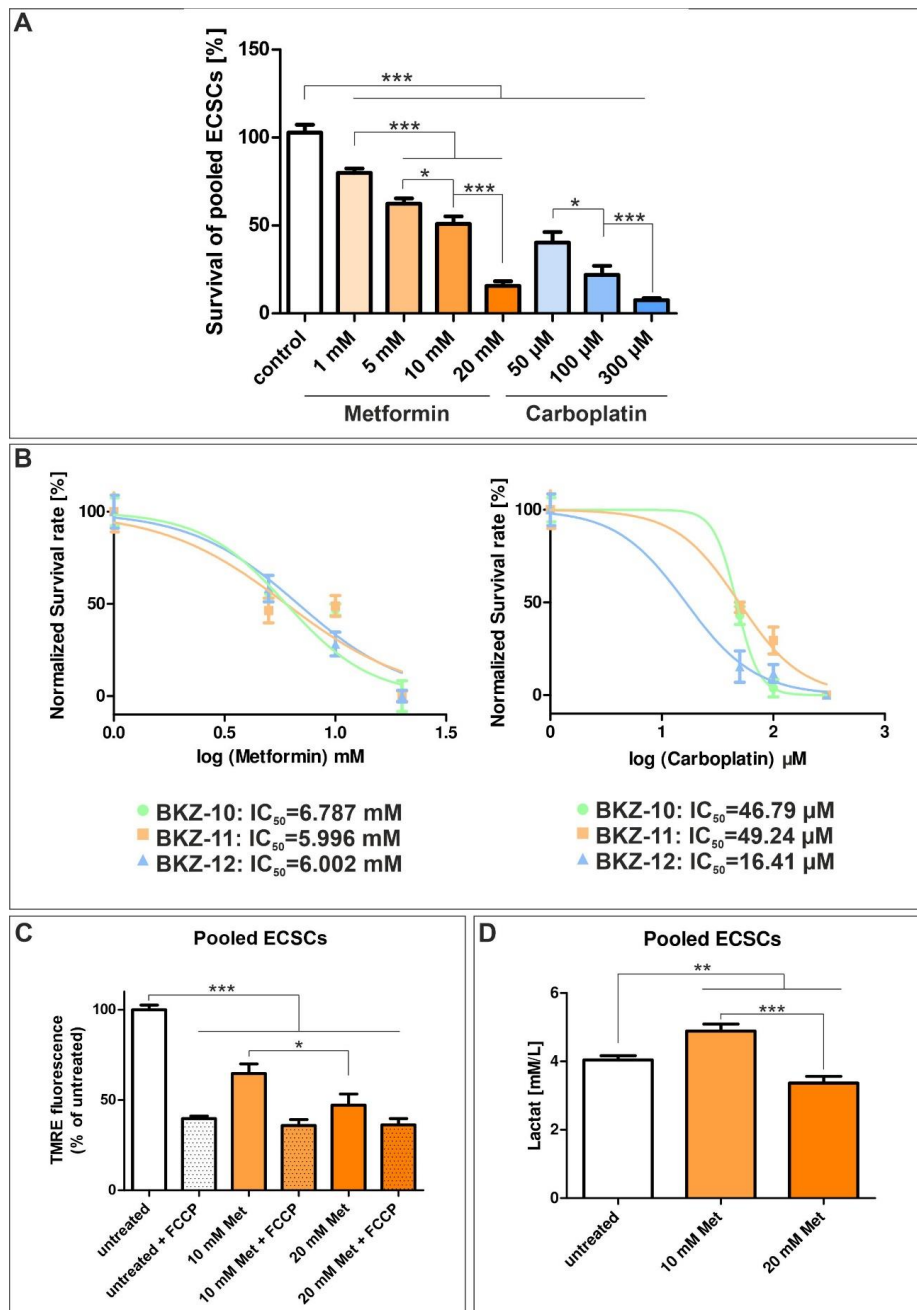 A
Survival of pooled ECSCs [%]
150
100
50
0
***
***
*
***
*
***
control
1 mM
5 mM
10 mM
20 mM
50 µM
100 µM
300 µM
Metformin
Carboplatin
B
Normalized Survival rate [%]
100
50
0
0.0
0.5
1.0
1.5
log (Metformin) mM
BKZ-10: IC50=6.787 mM
BKZ-11: IC50=5.996 mM
BKZ-12: IC50=6.002 mM
Normalized Survival rate [%]
100
50
0
0
1
2
3
log (Carboplatin) µM
BKZ-10: IC50=46.79 µM
BKZ-11: IC50=49.24 µM
BKZ-12: IC50=16.41 µM
C
Pooled ECSCs
TMRE fluorescence
(% of untreated)
100
50
0
***
*
untreated
untreated + FCCP
10 mM Met
10 mM Met + FCCP
20 mM Met
20 mM Met + FCCP
D
Pooled ECSCs
Lactat [mM/L]
6
4
2
0
**
***
untreated
10 mM Met
20 mM Met